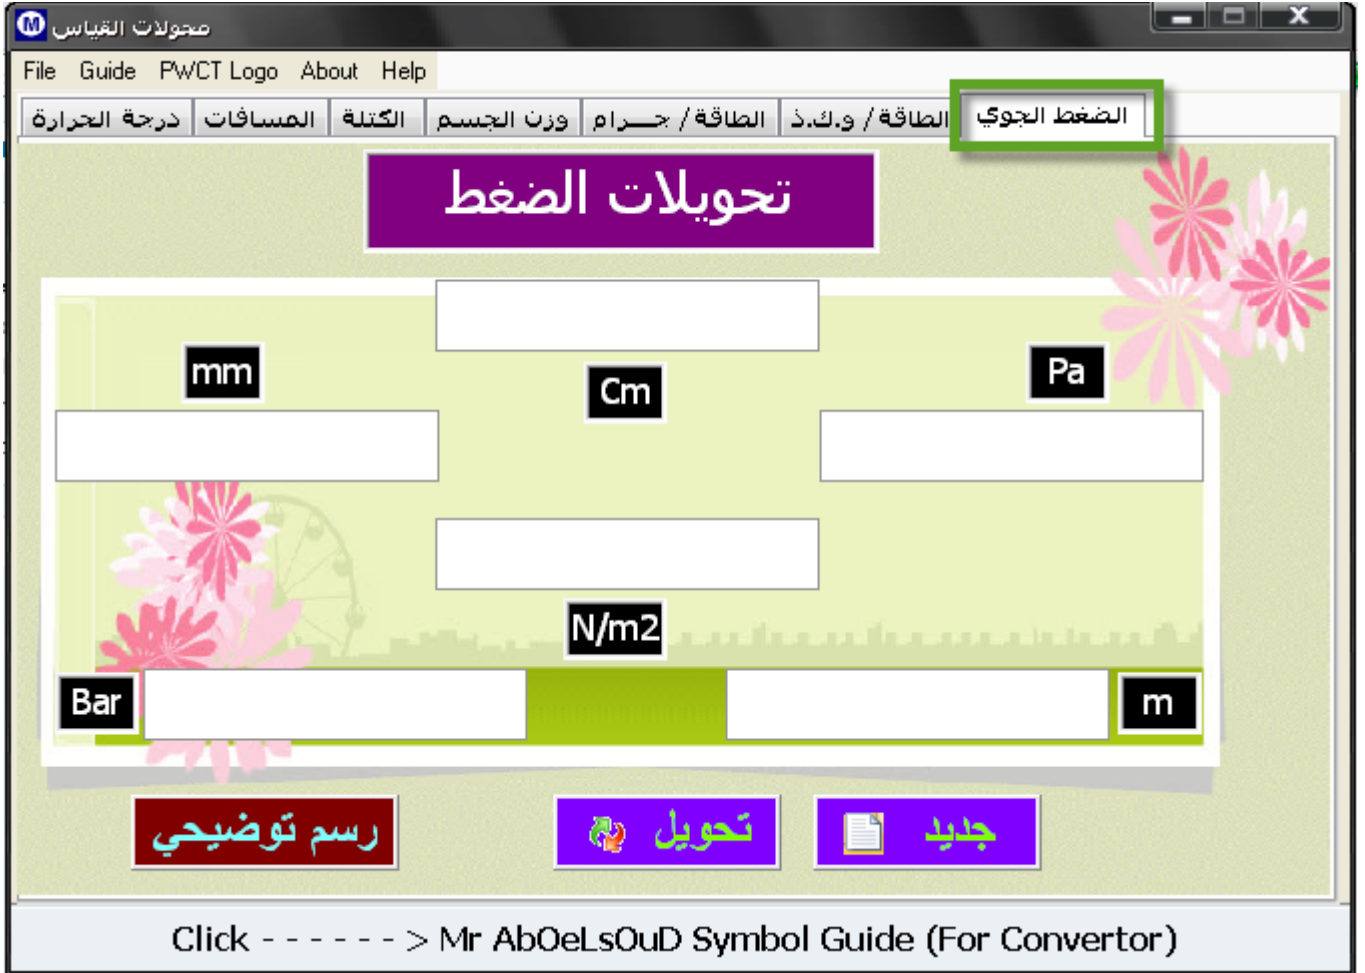 محولات القياس
File Guide PWCT Logo About Help
الضغط الجوي الطاقة / و.ك.ذ الطاقة / جـــرام وزن الجسم الكتلة المسافات درجة الحرارة
تحويلات الضغط
mm Cm Pa
N/m2
Bar m
جديد تحويل رسم توضيحي
Click - - - - - - > Mr AbOeLsOuD Symbol Guide (For Convertor)